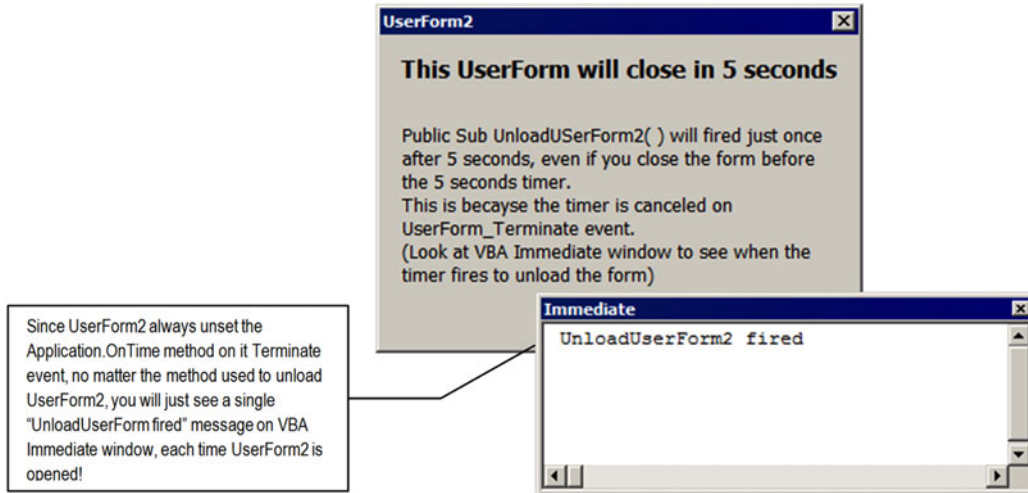 UserForm2
This UserForm will close in 5 seconds
Public Sub UnloadUSerForm2( ) will fired just once
after 5 seconds, even if you close the form before
the 5 seconds timer.
This is becayse the timer is canceled on
UserForm_Terminate event.
(Look at VBA Immediate window to see when the
timer fires to unload the form)
Immediate
UnloadUserForm2 fired
Since UserForm2 always unset the
Application.OnTime method on it Terminate
event, no matter the method used to unload
UserForm2, you will just see a single
“UnloadUserForm fired” message on VBA
Immediate window, each time UserForm2 is
opened!